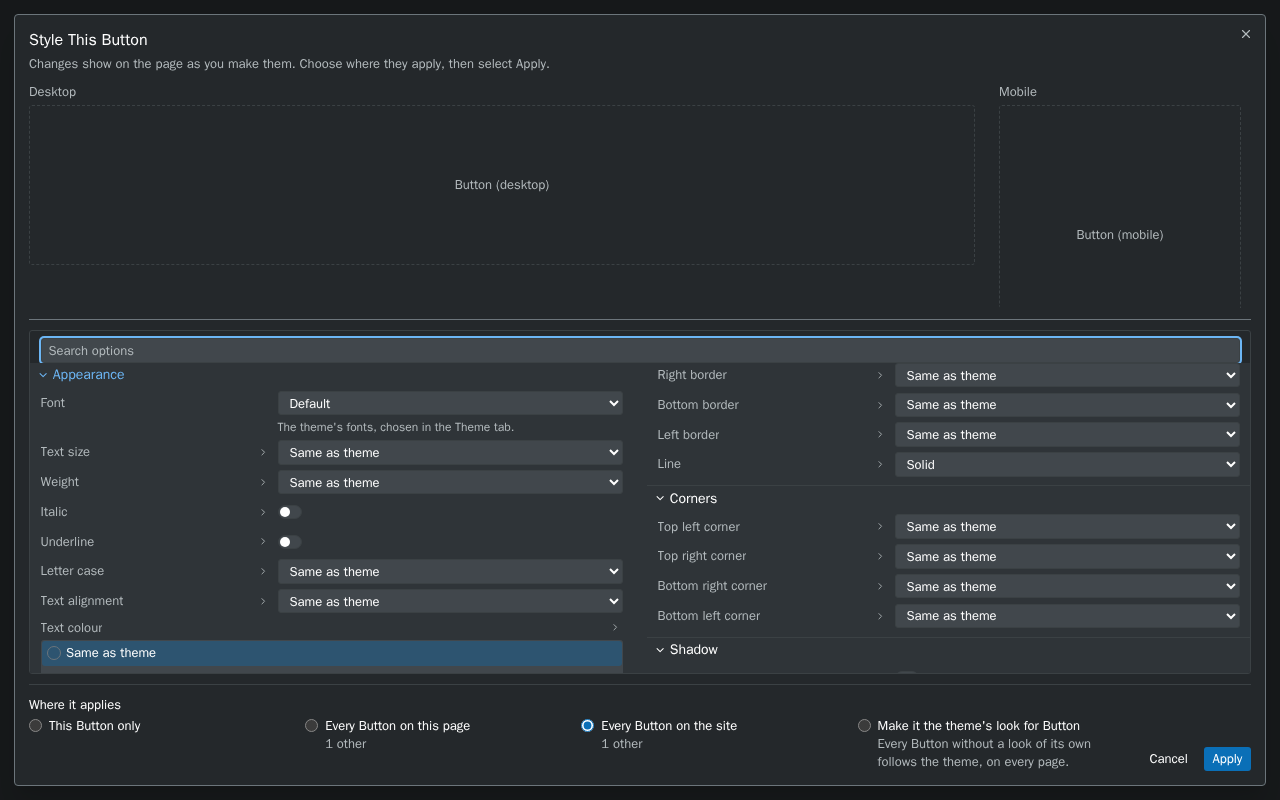 Style This Button
Changes show on the page as you make them. Choose where they apply, then select Apply.
Desktop
Mobile
Button (desktop)
Button (mobile)
Search options
Appearance
Font
Default
The theme's fonts, chosen in the Theme tab.
Text size
Same as theme
Weight
Same as theme
Italic
Underline
Letter case
Same as theme
Text alignment
Same as theme
Text colour
Same as theme
Right border
Same as theme
Bottom border
Same as theme
Left border
Same as theme
Line
Solid
Corners
Top left corner
Same as theme
Top right corner
Same as theme
Bottom right corner
Same as theme
Bottom left corner
Same as theme
Shadow
Where it applies
This Button only
Every Button on this page
1 other
Every Button on the site
1 other
Make it the theme's look for Button
Every Button without a look of its own
follows the theme, on every page.
Cancel
Apply